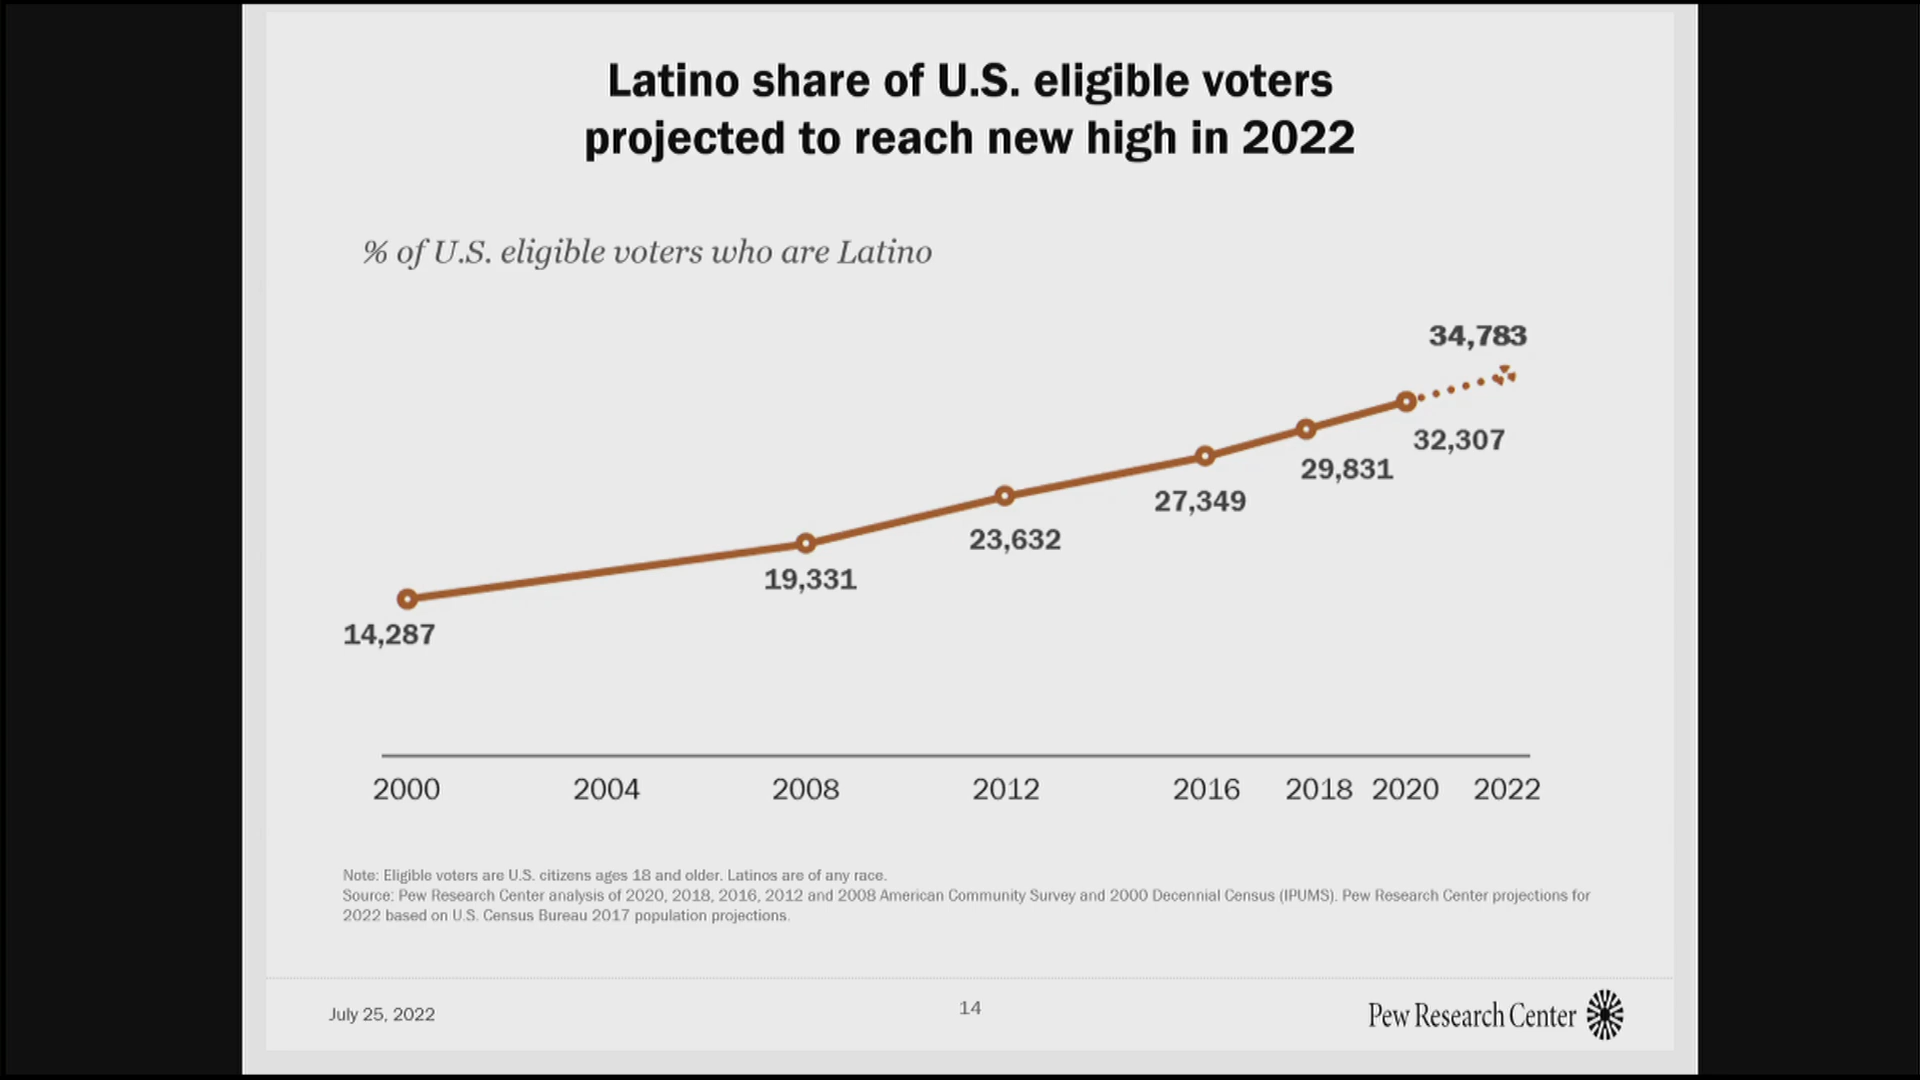 Latino share of U.S. eligible voters
projected to reach new high in 2022
% of U.S. eligible voters who are Latino
34,783
32,307
29,831
27,349
23,632
19,331
14,287
2000 2004 2008 2012 2016 2018 2020 2022
Note: Eligible voters are U.S. citizens ages 18 and older. Latinos are of any race.
Source: Pew Research Center analysis of 2020, 2018, 2016, 2012 and 2008 American Community Survey and 2000 Decennial Census (IPUMS). Pew Research Center projections for
2022 based on U.S. Census Bureau 2017 population projections.
July 25, 2022
14
Pew Research Center